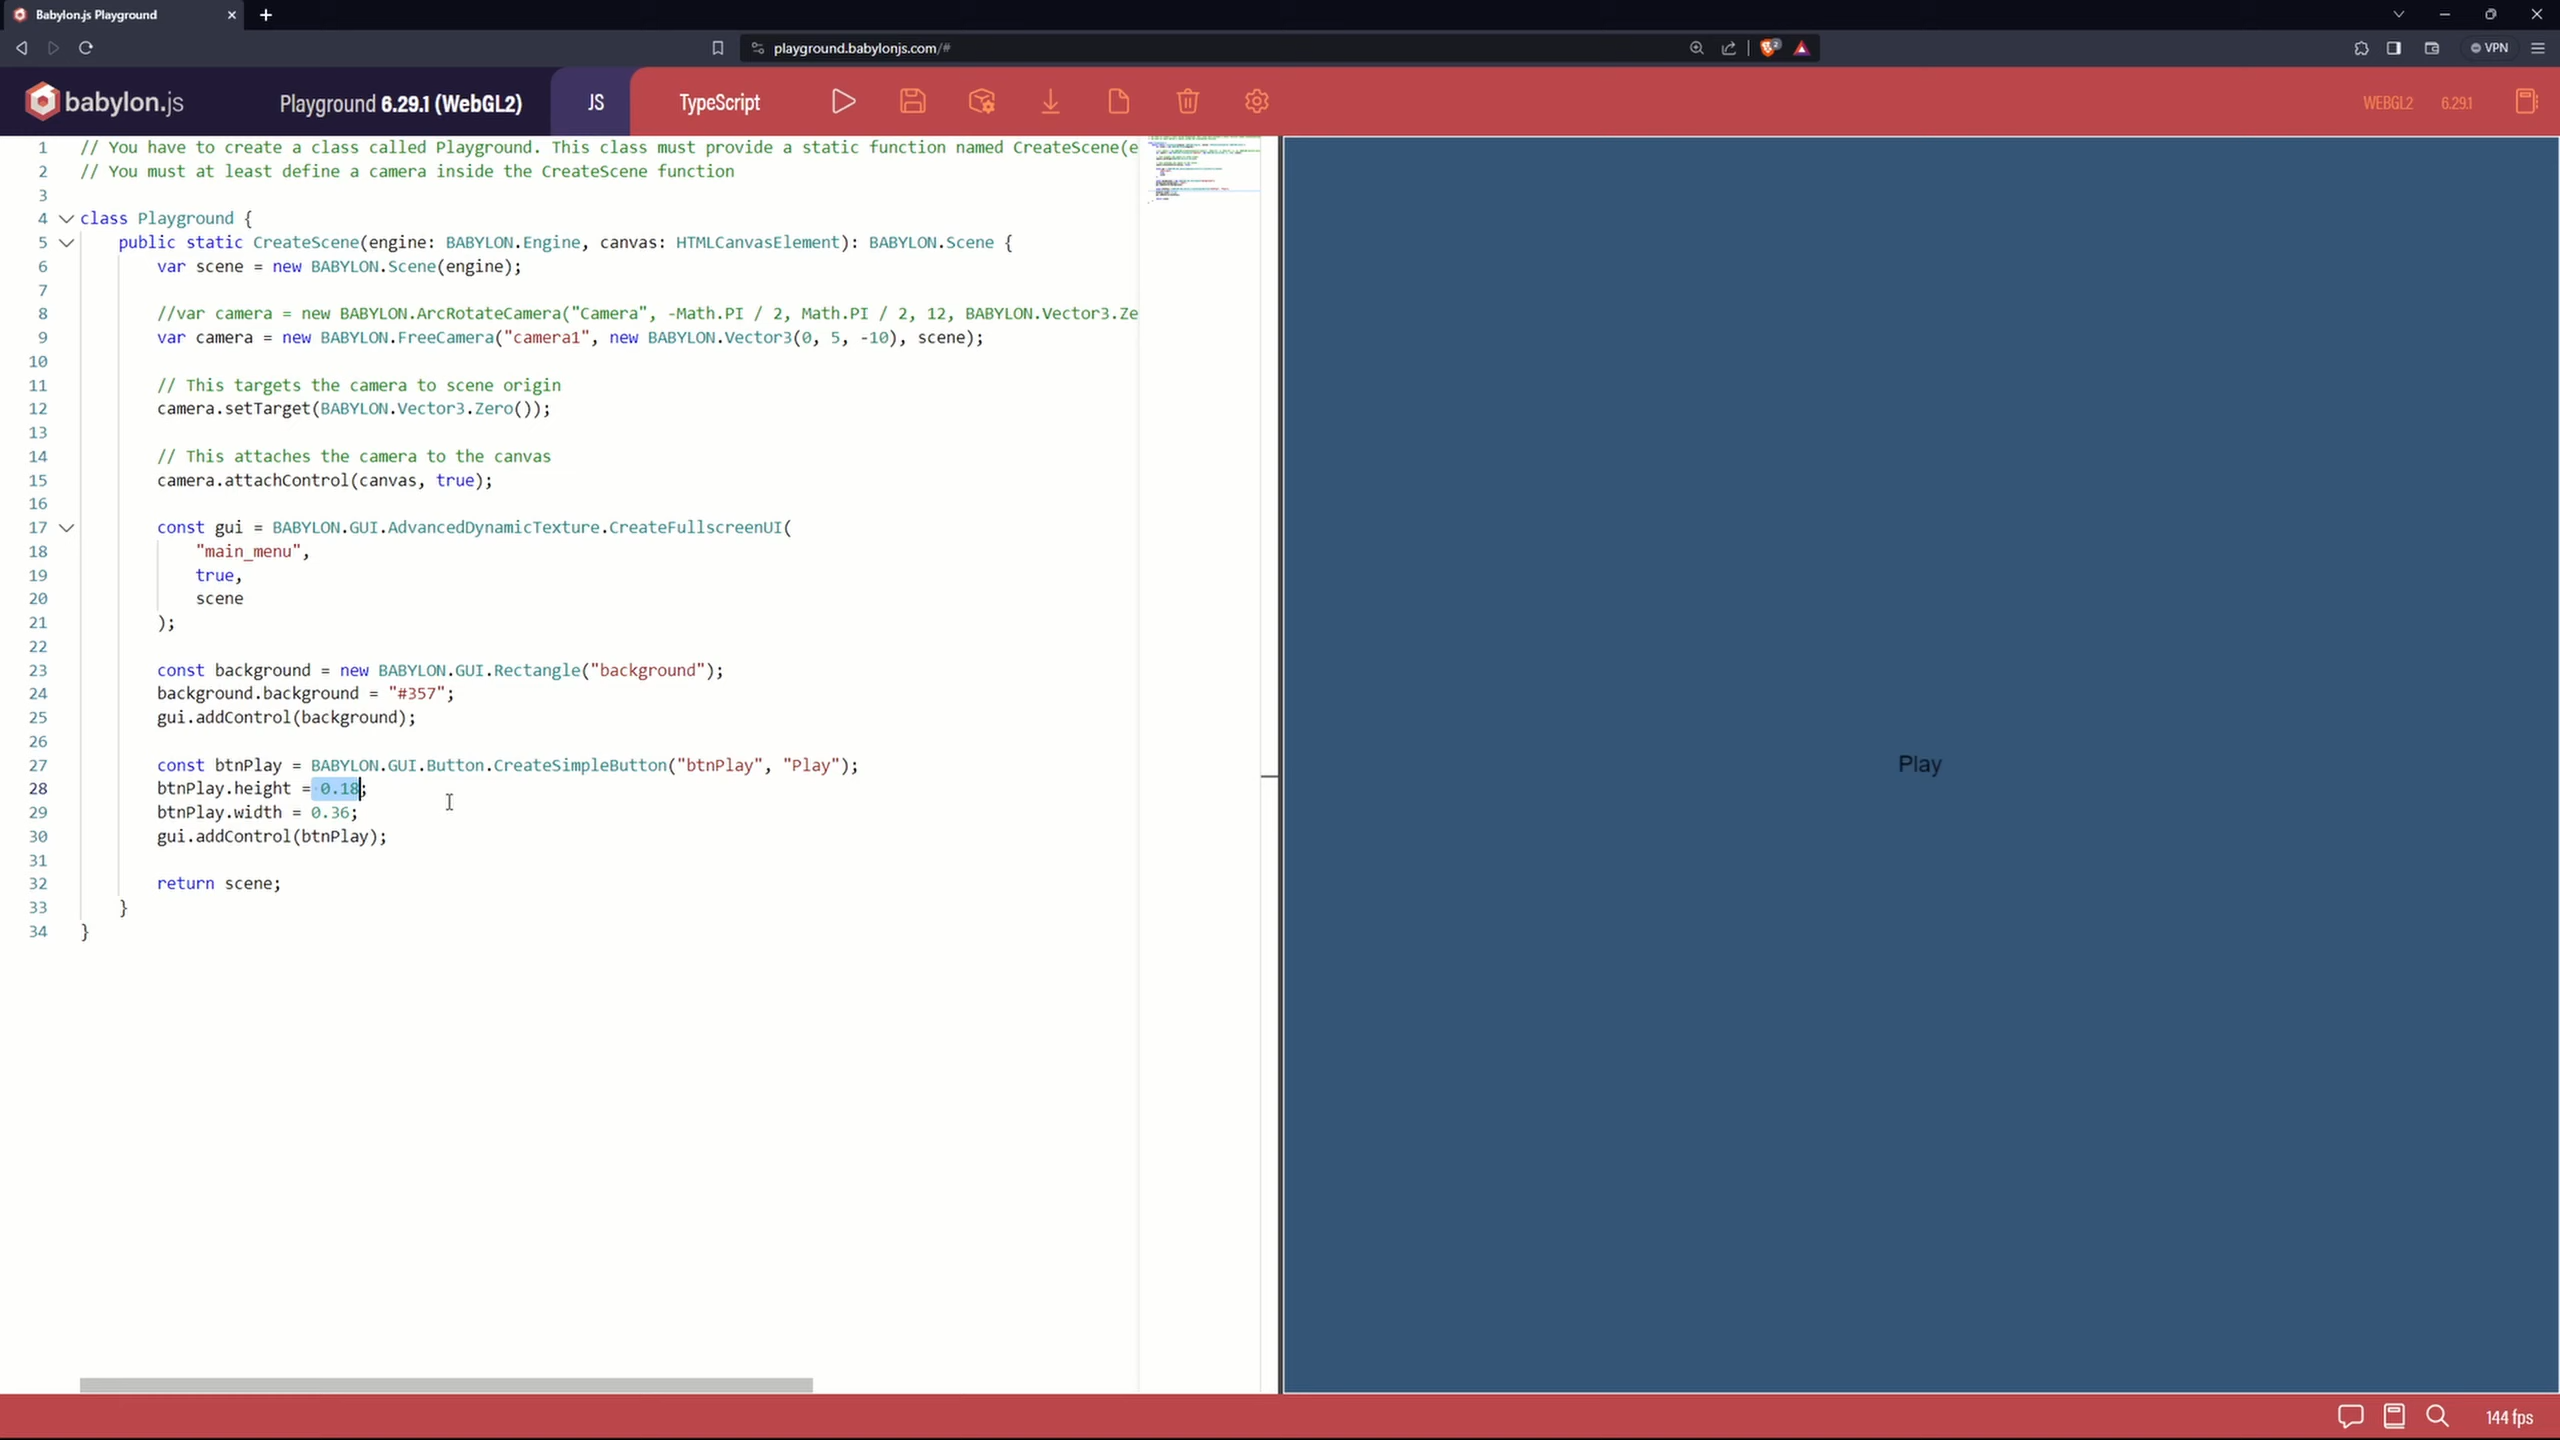 Babylon.js Playground
playground.babylonjs.com/#
2
VPN
babylon.js
Playground 6.29.1 (WebGL2)
JS
TypeScript
WEBGL2
6.29.1
1 // You have to create a class called Playground. This class must provide a static function named CreateScene(e
2 // You must at least define a camera inside the CreateScene function
3
4 class Playground {
5 public static CreateScene(engine: BABYLON.Engine, canvas: HTMLCanvasElement): BABYLON.Scene {
6 var scene = new BABYLON.Scene(engine);
7
8 //var camera = new BABYLON.ArcRotateCamera("Camera", -Math.PI / 2, Math.PI / 2, 12, BABYLON.Vector3.Ze
9 var camera = new BABYLON.FreeCamera("camera1", new BABYLON.Vector3(0, 5, -10), scene);
10
11 // This targets the camera to scene origin
12 camera.setTarget(BABYLON.Vector3.Zero());
13
14 // This attaches the camera to the canvas
15 camera.attachControl(canvas, true);
16
17 const gui = BABYLON.GUI.AdvancedDynamicTexture.CreateFullscreenUI(
18 "main_menu",
19 true,
20 scene
21 );
22
23 const background = new BABYLON.GUI.Rectangle("background");
24 background.background = "#357";
25 gui.addControl(background);
26
27 const btnPlay = BABYLON.GUI.Button.CreateSimpleButton("btnPlay", "Play");
28 btnPlay.height = 0.18;
29 btnPlay.width = 0.36;
30 gui.addControl(btnPlay);
31
32 return scene;
33 }
34 }
Play
144 fps